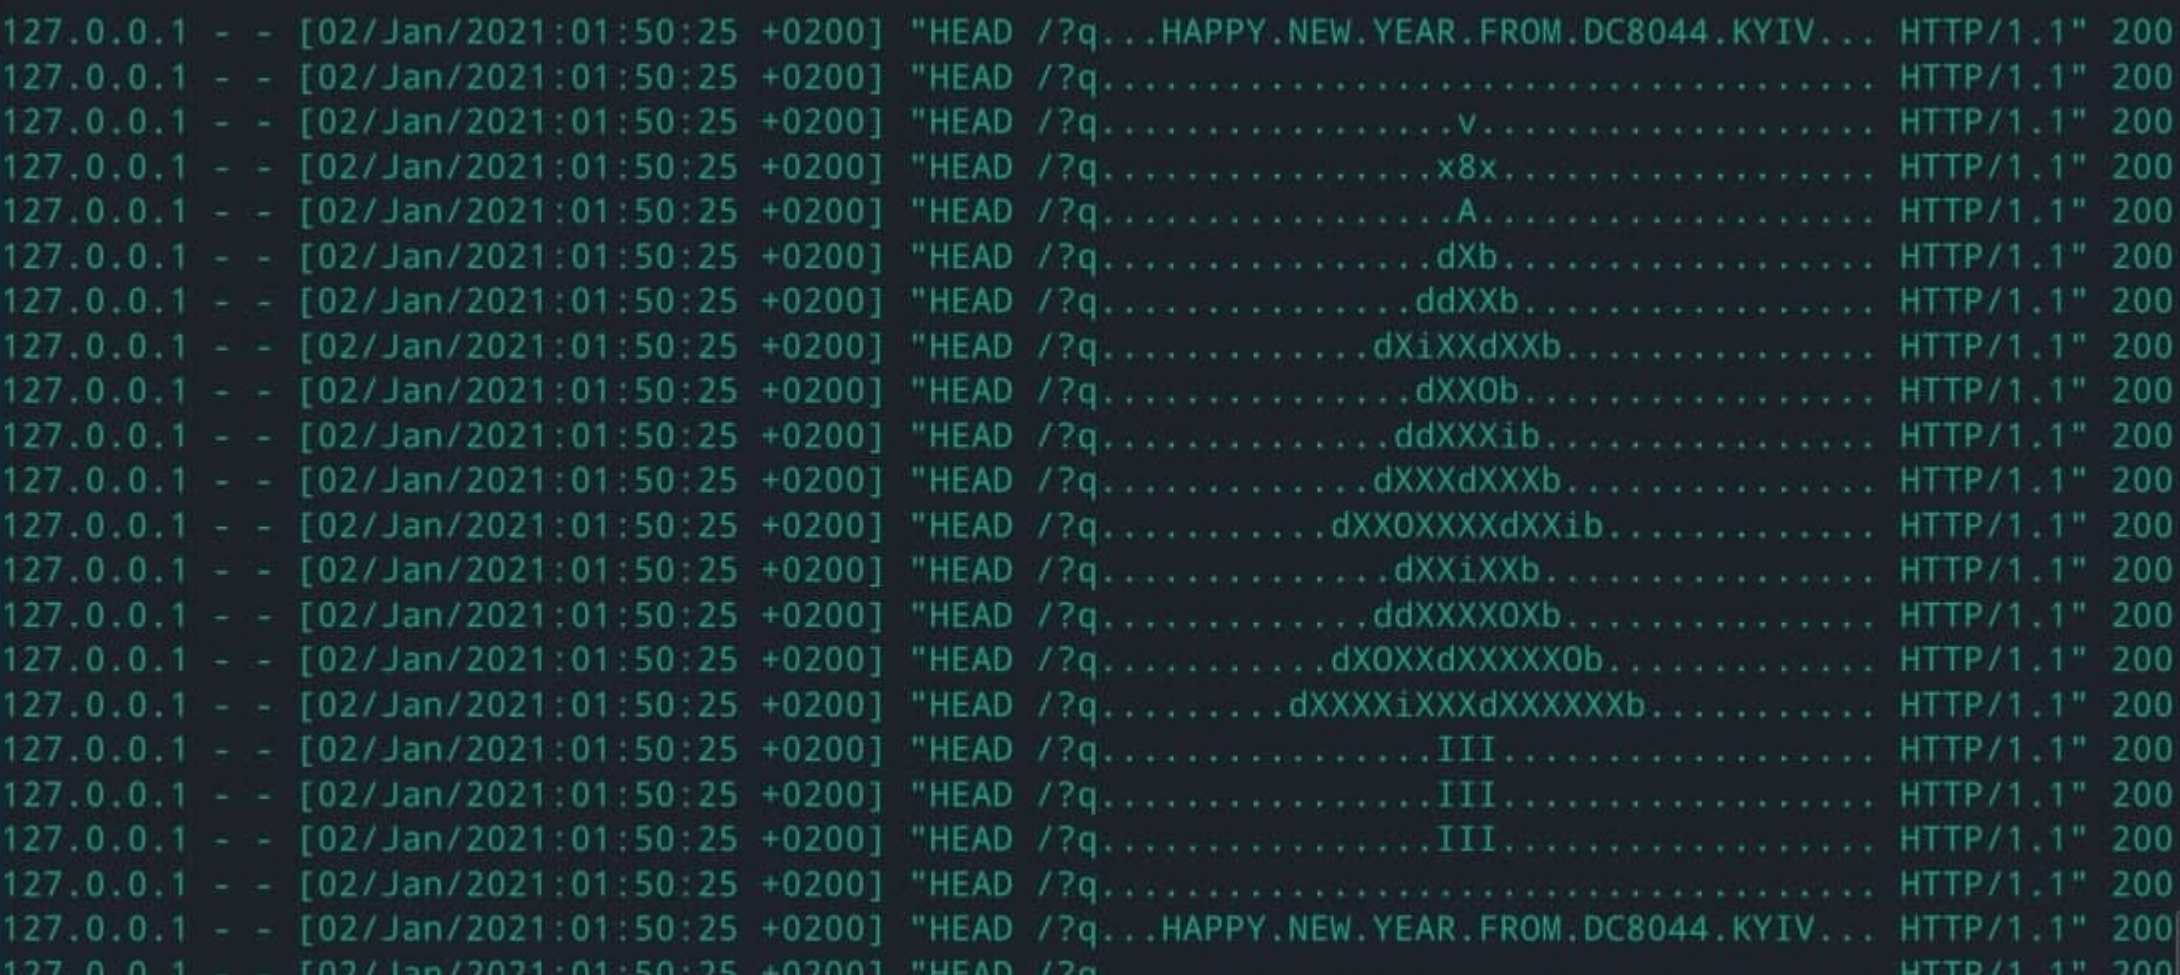 127.0.0.1 - - [02/Jan/2021:01:50:25 +0200] "HEAD /?q...HAPPY.NEW.YEAR.FROM.DC8044.KYIV... HTTP/1.1" 200
127.0.0.1 - - [02/Jan/2021:01:50:25 +0200] "HEAD /?q..................................... HTTP/1.1" 200
127.0.0.1 - - [02/Jan/2021:01:50:25 +0200] "HEAD /?q.................v................... HTTP/1.1" 200
127.0.0.1 - - [02/Jan/2021:01:50:25 +0200] "HEAD /?q................x8x.................. HTTP/1.1" 200
127.0.0.1 - - [02/Jan/2021:01:50:25 +0200] "HEAD /?q.................A................... HTTP/1.1" 200
127.0.0.1 - - [02/Jan/2021:01:50:25 +0200] "HEAD /?q................dXb.................. HTTP/1.1" 200
127.0.0.1 - - [02/Jan/2021:01:50:25 +0200] "HEAD /?q...............ddXXb................. HTTP/1.1" 200
127.0.0.1 - - [02/Jan/2021:01:50:25 +0200] "HEAD /?q.............dXiXXdXXb............... HTTP/1.1" 200
127.0.0.1 - - [02/Jan/2021:01:50:25 +0200] "HEAD /?q...............dXXOb................. HTTP/1.1" 200
127.0.0.1 - - [02/Jan/2021:01:50:25 +0200] "HEAD /?q..............ddXXXib................ HTTP/1.1" 200
127.0.0.1 - - [02/Jan/2021:01:50:25 +0200] "HEAD /?q.............dXXXdXXXb............... HTTP/1.1" 200
127.0.0.1 - - [02/Jan/2021:01:50:25 +0200] "HEAD /?q...........dXXOXXXXdXXib............. HTTP/1.1" 200
127.0.0.1 - - [02/Jan/2021:01:50:25 +0200] "HEAD /?q..............dXXiXXb................ HTTP/1.1" 200
127.0.0.1 - - [02/Jan/2021:01:50:25 +0200] "HEAD /?q.............ddXXXXOXb............... HTTP/1.1" 200
127.0.0.1 - - [02/Jan/2021:01:50:25 +0200] "HEAD /?q...........dXOXXdXXXXXOb............. HTTP/1.1" 200
127.0.0.1 - - [02/Jan/2021:01:50:25 +0200] "HEAD /?q.........dXXXXiXXXdXXXXXXb........... HTTP/1.1" 200
127.0.0.1 - - [02/Jan/2021:01:50:25 +0200] "HEAD /?q................III.................. HTTP/1.1" 200
127.0.0.1 - - [02/Jan/2021:01:50:25 +0200] "HEAD /?q................III.................. HTTP/1.1" 200
127.0.0.1 - - [02/Jan/2021:01:50:25 +0200] "HEAD /?q................III.................. HTTP/1.1" 200
127.0.0.1 - - [02/Jan/2021:01:50:25 +0200] "HEAD /?q..................................... HTTP/1.1" 200
127.0.0.1 - - [02/Jan/2021:01:50:25 +0200] "HEAD /?q...HAPPY.NEW.YEAR.FROM.DC8044.KYIV... HTTP/1.1" 200